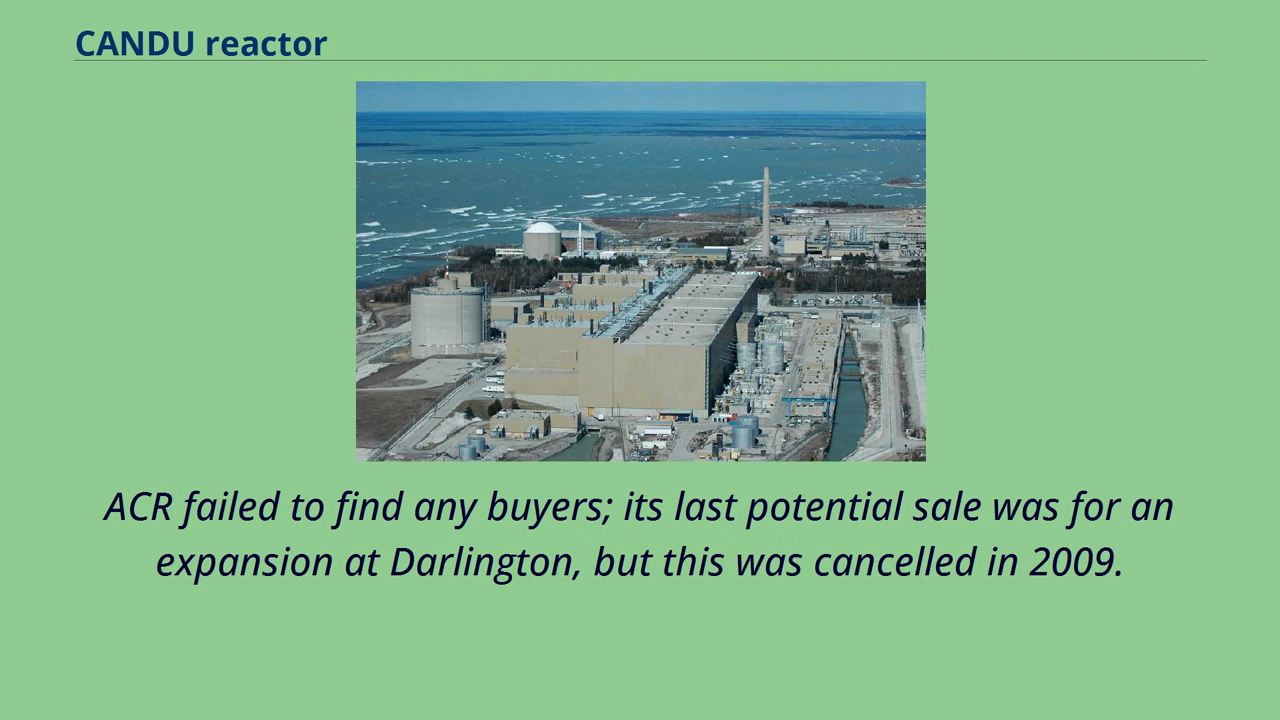 CANDU reactor
ACR failed to find any buyers; its last potential sale was for an
expansion at Darlington, but this was cancelled in 2009.